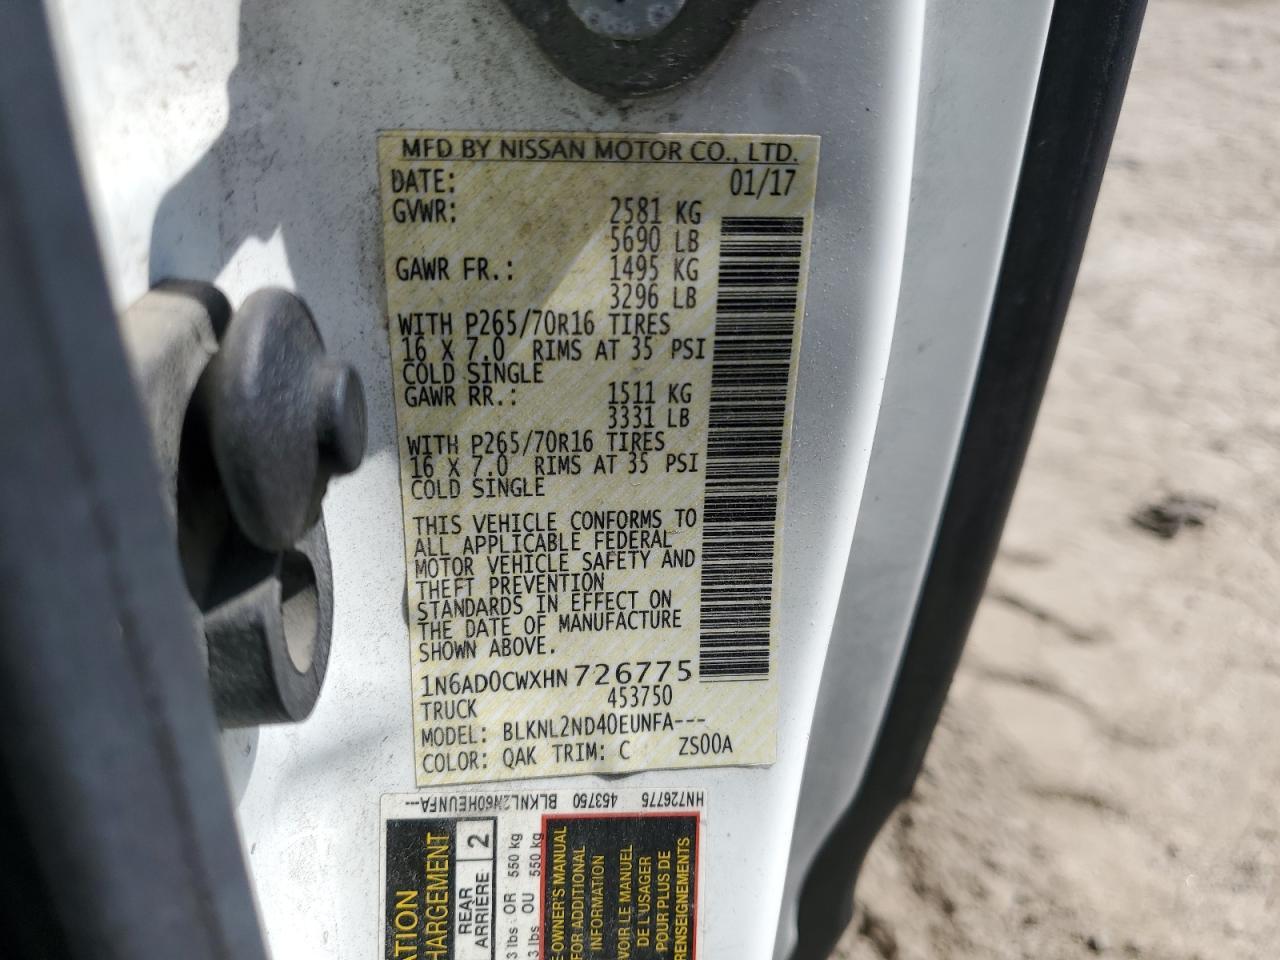 MFD BY NISSAN MOTOR CO., LTD.
DATE: 01/17
GVWR: 2581 KG
5690 LB
GAWR FR.: 1495 KG
3296 LB
WITH P265/70R16 TIRES
16 X 7.0 RIMS AT 35 PSI
COLD SINGLE
GAWR RR.: 1511 KG
3331 LB
WITH P265/70R16 TIRES
16 X 7.0 RIMS AT 35 PSI
COLD SINGLE
THIS VEHICLE CONFORMS TO
ALL APPLICABLE FEDERAL
MOTOR VEHICLE SAFETY AND
THEFT PREVENTION
STANDARDS IN EFFECT ON
THE DATE OF MANUFACTURE
SHOWN ABOVE.
1N6AD0CWXHN726775
TRUCK 453750
MODEL: BLKNL2ND40EUNFA---
COLOR: QAK TRIM: C ZS00A
HN726775 453750 BLKNL2N60HEUNFA---
REAR
ARRIÈRE 2
550 kg OR
550 kg OU
OWNER'S MANUAL
FOR ADDITIONAL
INFORMATION
VOIR LE MANUEL
DE L'USAGER
POUR PLUS DE
RENSEIGNEMENTS